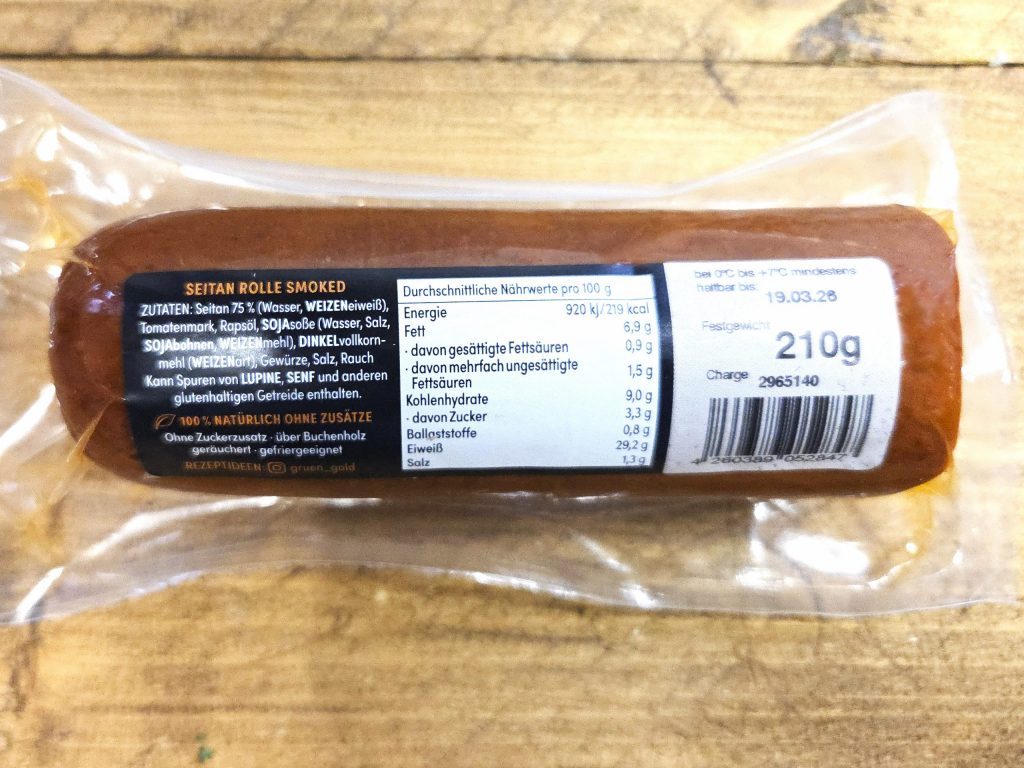 SEITAN ROLLE SMOKED
ZUTATEN: Seitan 75 % (Wasser, WEIZENeiweiß),
Tomatenmark, Rapsöl, SOJAsoße (Wasser, Salz,
SOJAbohnen, WEIZENmehl), DINKELvollkorn-
mehl (WEIZENart), Gewürze, Salz, Rauch
Kann Spuren von LUPINE, SENF und anderen
glutenhaltigen Getreide enthalten.
100 % NATÜRLICH OHNE ZUSÄTZE
Ohne Zuckerzusatz · über Buchenholz
geräuchert · gefriergeeignet
REZEPTIDEEN: gruen_gold
Durchschnittliche Nährwerte pro 100 g
Energie 920 kj/219 kcal
Fett 6,9 g
· davon gesättigte Fettsäuren 0,9 g
· davon mehrfach ungesättigte
Fettsäuren 1,5 g
Kohlenhydrate 9,0 g
· davon Zucker 3,3 g
Ballaststoffe 0,8 g
Eiweiß 29,2 g
Salz 1,3 g
bei 0°C bis +7°C mindestens
haltbar bis: 19.03.26
Festgewicht
210g
Charge 2965140
4 280389 052847